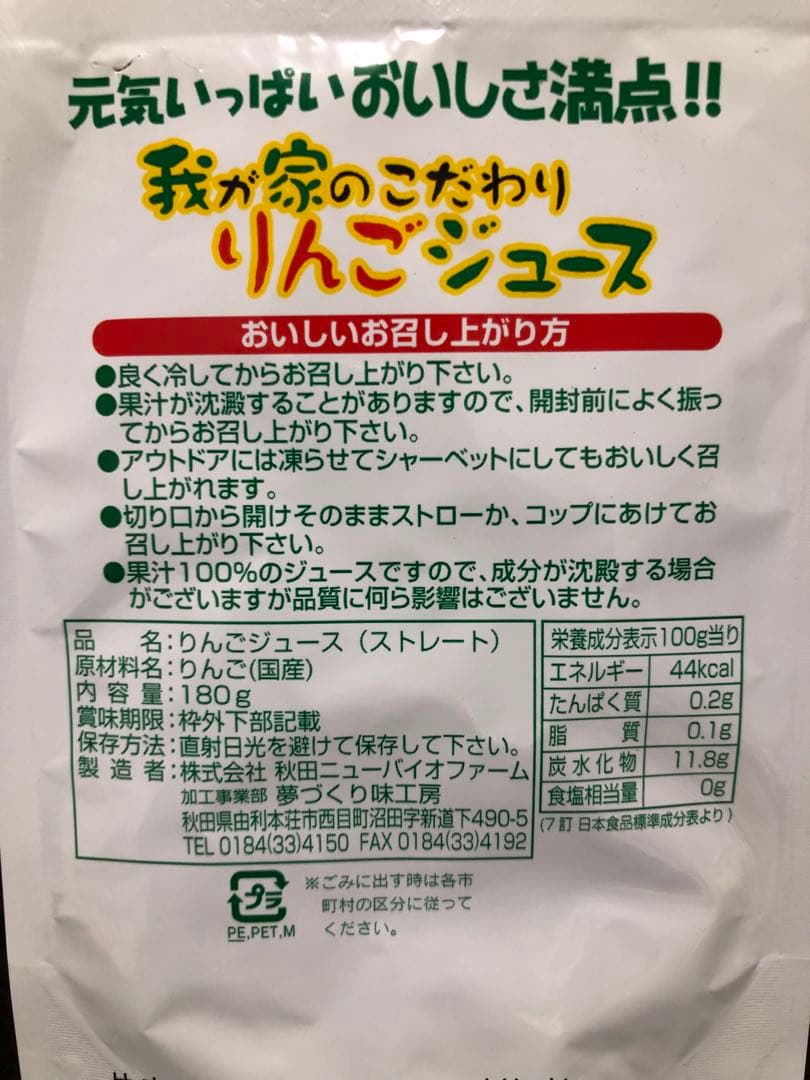 元気いっぱいおいしさ満点!!
我が家のこだわり
りんごジュース
おいしいお召し上がり方
●良く冷してからお召し上がり下さい。
●果汁が沈澱することがありますので、開封前によく振っ
てからお召し上がり下さい。
●アウトドアには凍らせてシャーベットにしてもおいしく召
し上がれます。
●切り口から開けそのままストローか、コップにあけてお
召し上がり下さい。
●果汁100%のジュースですので、成分が沈殿する場合
がございますが品質に何ら影響はございません。
品名:りんごジュース(ストレート)
原材料名:りんご(国産)
内容量:180g
賞味期限:枠外下部記載
保存方法:直射日光を避けて保存して下さい。
製造者:株式会社 秋田ニューバイオファーム
加工事業部 夢づくり味工房
秋田県由利本荘市西目町沼田字新道下490-5
TEL 0184(33)4150 FAX 0184(33)4192
栄養成分表示100g当り
エネルギー 44kcal
たんぱく質 0.2g
脂質 0.1g
炭水化物 11.8g
食塩相当量 0g
(7訂 日本食品標準成分表より)
プラ
PE,PET,M
※ごみに出す時は各市
町村の区分に従って
ください。